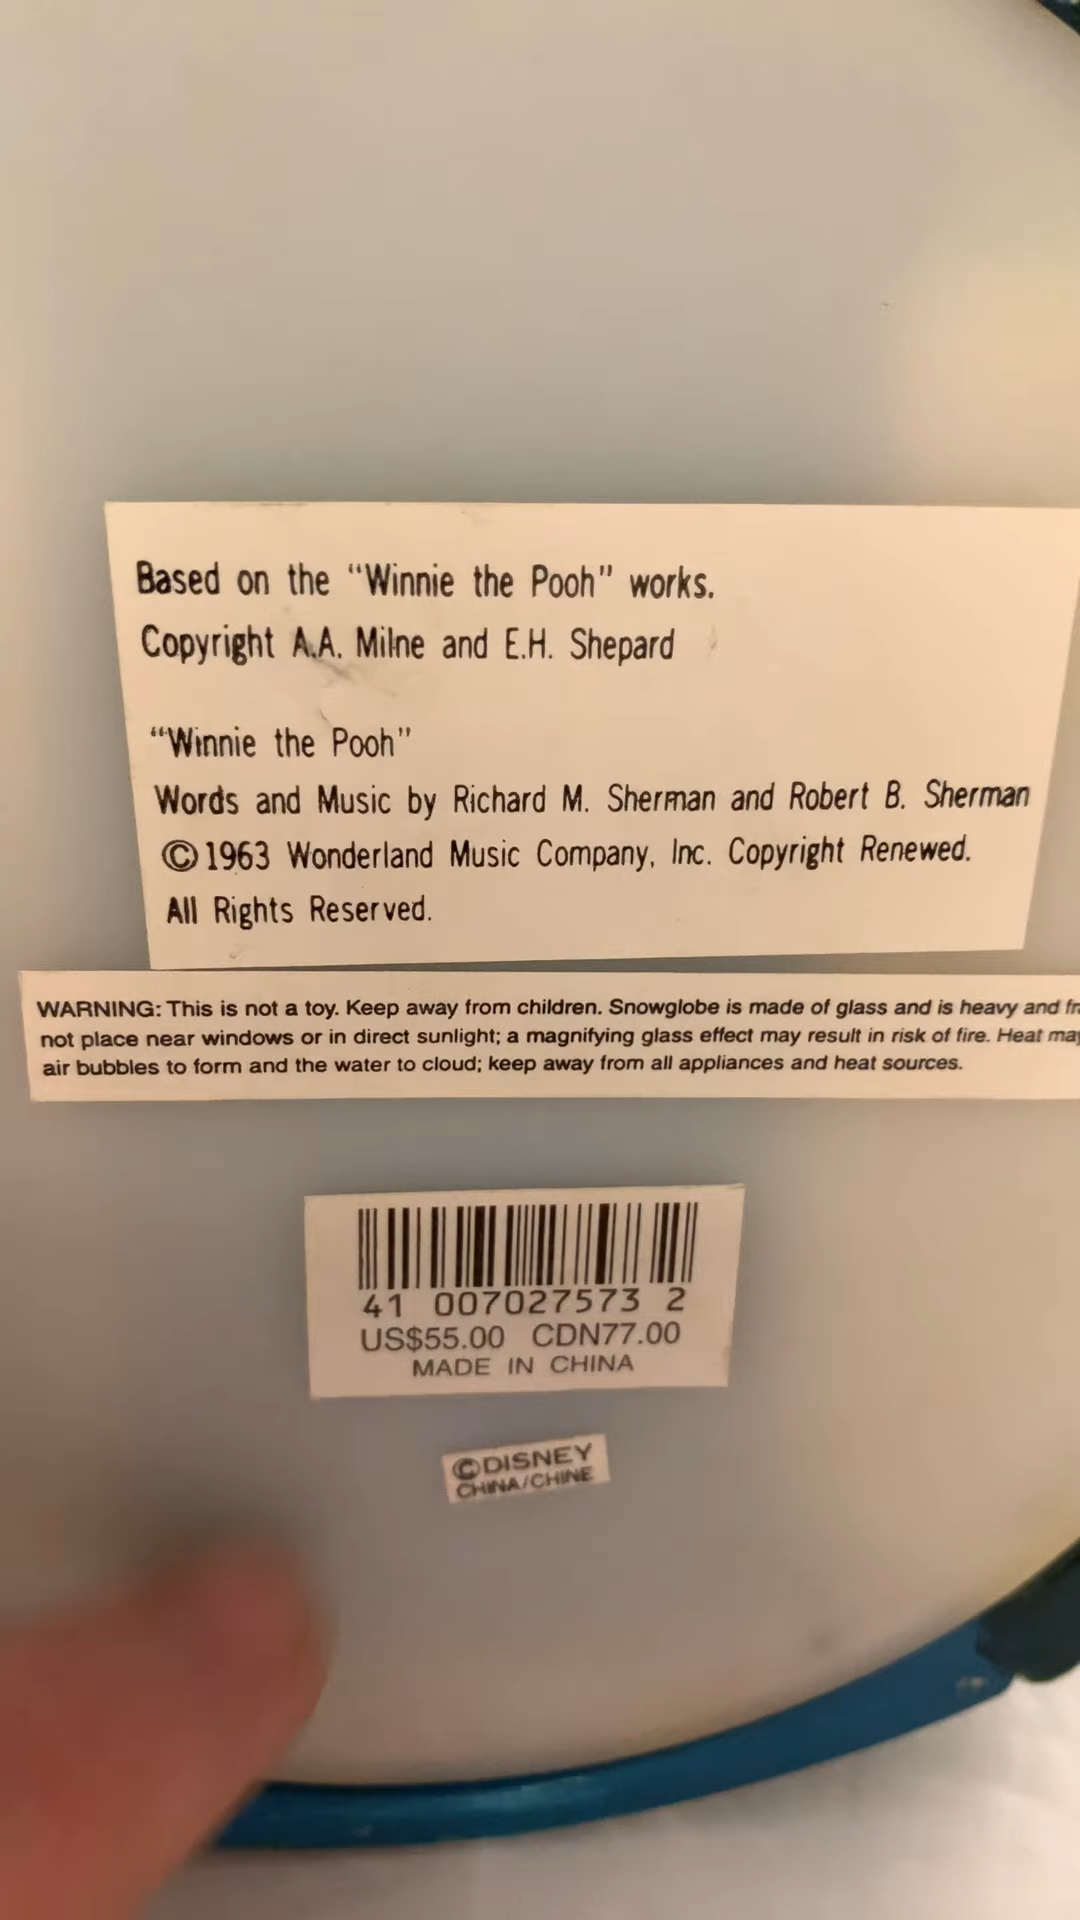 Based on the “Winnie the Pooh” works.
Copyright A.A. Milne and E.H. Shepard
“Winnie the Pooh”
Words and Music by Richard M. Sherman and Robert B. Sherman
©1963 Wonderland Music Company, Inc. Copyright Renewed.
All Rights Reserved.
WARNING: This is not a toy. Keep away from children. Snowglobe is made of glass and is heavy and
not place near windows or in direct sunlight; a magnifying glass effect may result in risk of fire. Heat may
air bubbles to form and the water to cloud; keep away from all appliances and heat sources.
41 007027573 2
US$55.00 CDN77.00
MADE IN CHINA
©DISNEY
CHINA/CHINE